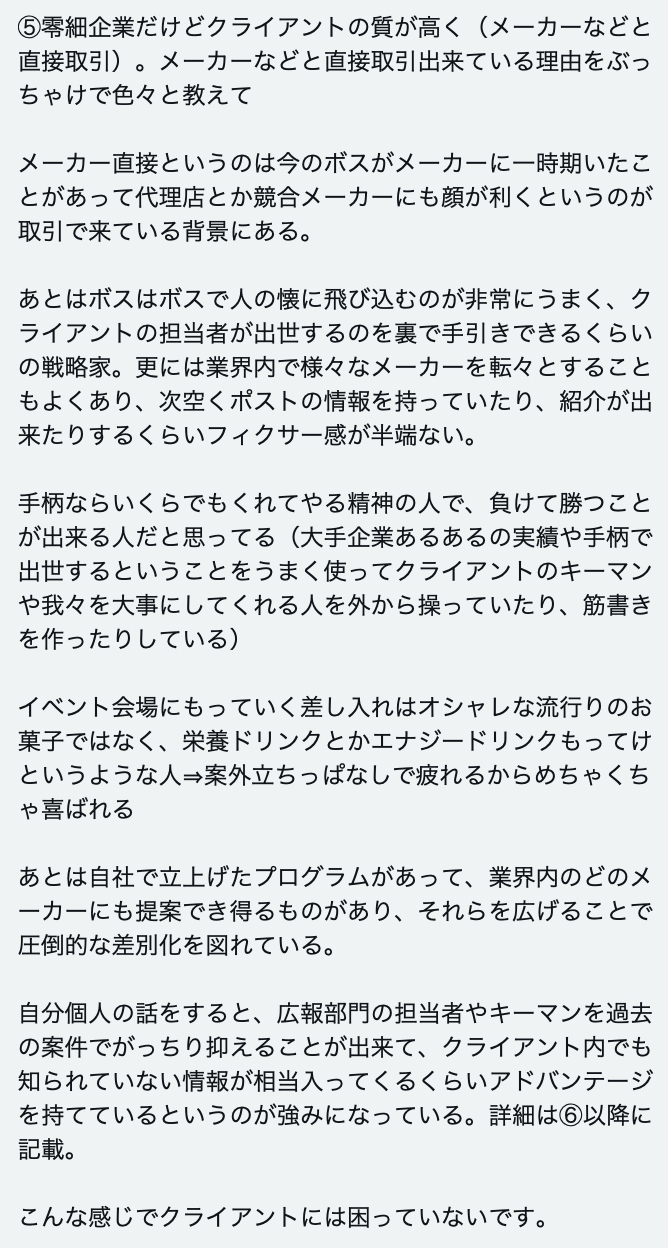 ⑤零細企業だけどクライアントの質が高く（メーカーなどと
直接取引）。メーカーなどと直接取引出来ている理由をぶっ
ちゃけで色々と教えて
メーカー直接というのは今のボスがメーカーに一時期いたこ
とがあって代理店とか競合メーカーにも顔が利くというのが
取引で来ている背景にある。
あとはボスはボスで人の懐に飛び込むのが非常にうまく、ク
ライアントの担当者が出世するのを裏で手引きできるくらい
の戦略家。更には業界内で様々なメーカーを転々とすること
もよくあり、次空くポストの情報を持っていたり、紹介が出
来たりするくらいフィクサー感が半端ない。
手柄ならいくらでもくれてやる精神の人で、負けて勝つこと
が出来る人だと思ってる（大手企業あるあるの実績や手柄で
出世するということをうまく使ってクライアントのキーマン
や我々を大事にしてくれる人を外から操っていたり、筋書き
を作ったりしている）
イベント会場にもっていく差し入れはオシャレな流行りのお
菓子ではなく、栄養ドリンクとかエナジードリンクもってけ
というような人⇒案外立ちっぱなしで疲れるからめちゃくち
ゃ喜ばれる
あとは自社で立上げたプログラムがあって、業界内のどのメ
ーカーにも提案でき得るものがあり、それらを広げることで
圧倒的な差別化を図れている。
自分個人の話をすると、広報部門の担当者やキーマンを過去
の案件でがっちり抑えることが出来て、クライアント内でも
知られていない情報が相当入ってくるくらいアドバンテージ
を持てているというのが強みになっている。詳細は⑥以降に
記載。
こんな感じでクライアントには困っていないです。